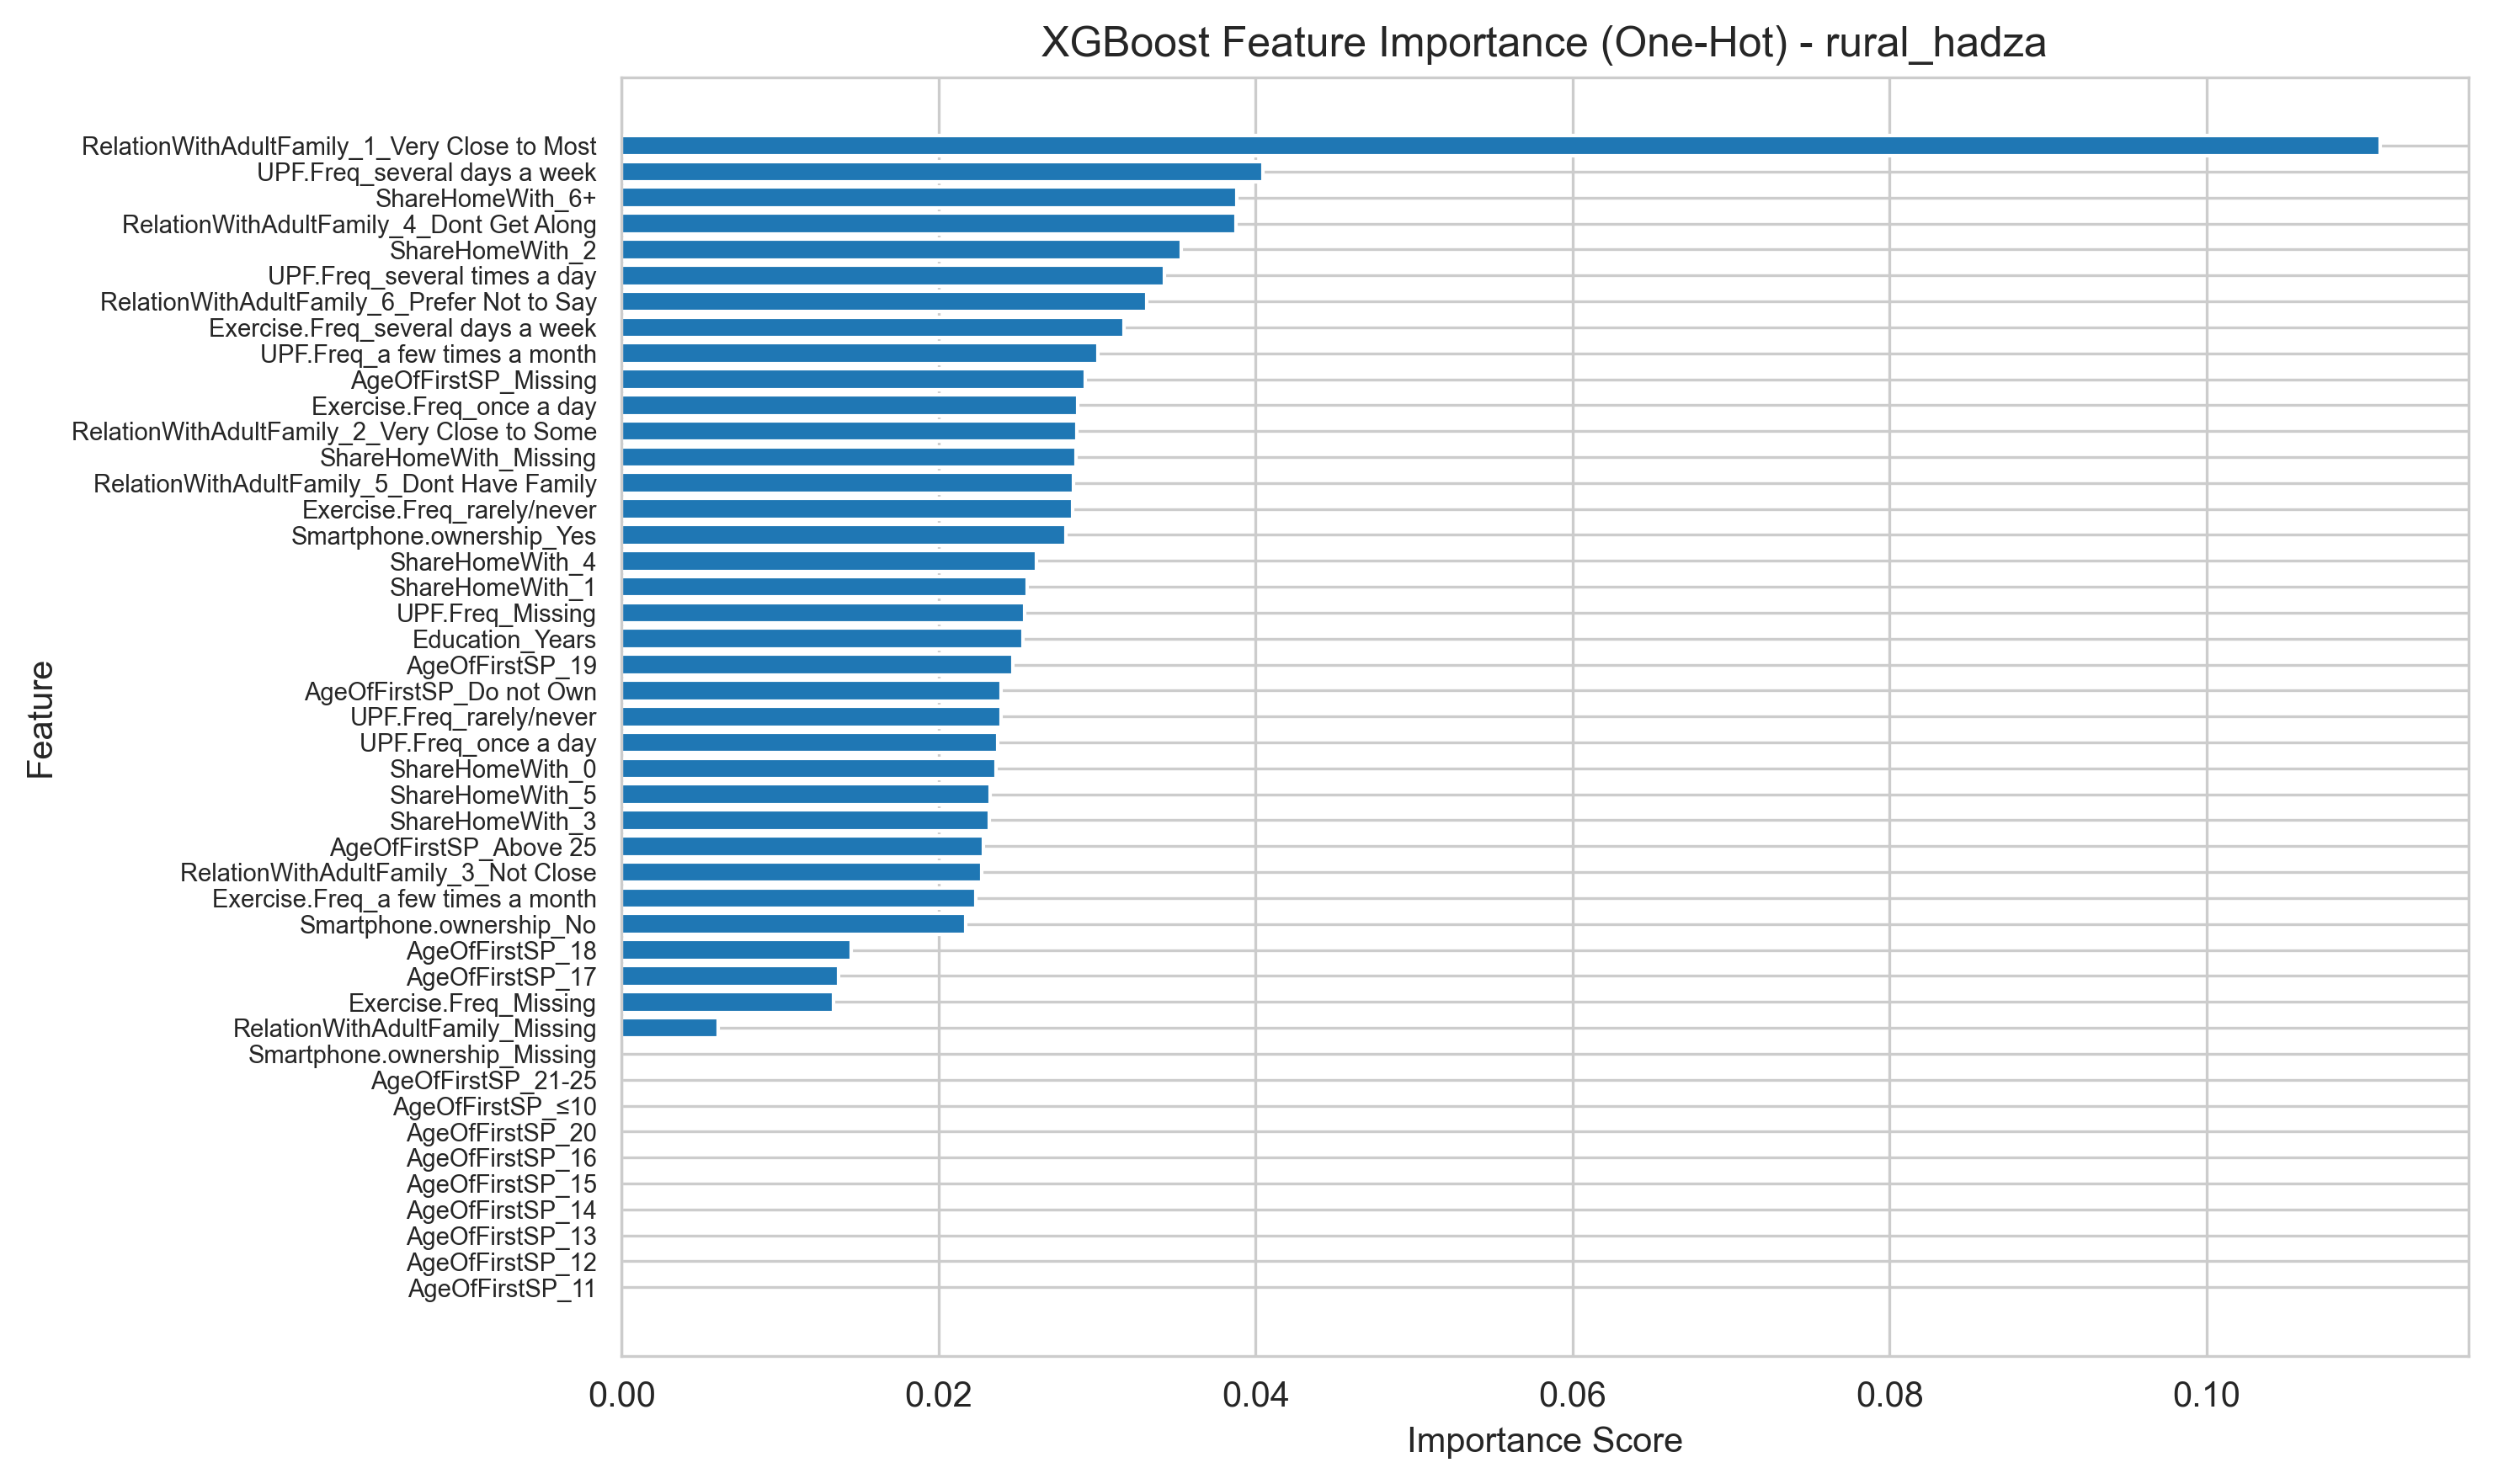 XGBoost Feature Importance (One-Hot) - rural_hadza
RelationWithAdultFamily_1_Very Close to Most
UPF.Freq_several days a week
ShareHomeWith_6+
RelationWithAdultFamily_4_Dont Get Along
ShareHomeWith_2
UPF.Freq_several times a day
RelationWithAdultFamily_6_Prefer Not to Say
Exercise.Freq_several days a week
UPF.Freq_a few times a month
AgeOfFirstSP_Missing
Exercise.Freq_once a day
RelationWithAdultFamily_2_Very Close to Some
ShareHomeWith_Missing
RelationWithAdultFamily_5_Dont Have Family
Exercise.Freq_rarely/never
Smartphone.ownership_Yes
ShareHomeWith_4
ShareHomeWith_1
UPF.Freq_Missing
Education_Years
AgeOfFirstSP_19
AgeOfFirstSP_Do not Own
UPF.Freq_rarely/never
UPF.Freq_once a day
ShareHomeWith_0
ShareHomeWith_5
ShareHomeWith_3
AgeOfFirstSP_Above 25
RelationWithAdultFamily_3_Not Close
Exercise.Freq_a few times a month
Smartphone.ownership_No
AgeOfFirstSP_18
AgeOfFirstSP_17
Exercise.Freq_Missing
RelationWithAdultFamily_Missing
Smartphone.ownership_Missing
AgeOfFirstSP_21-25
AgeOfFirstSP_≤10
AgeOfFirstSP_20
AgeOfFirstSP_16
AgeOfFirstSP_15
AgeOfFirstSP_14
AgeOfFirstSP_13
AgeOfFirstSP_12
AgeOfFirstSP_11
Feature
0.00 0.02 0.04 0.06 0.08 0.10
Importance Score